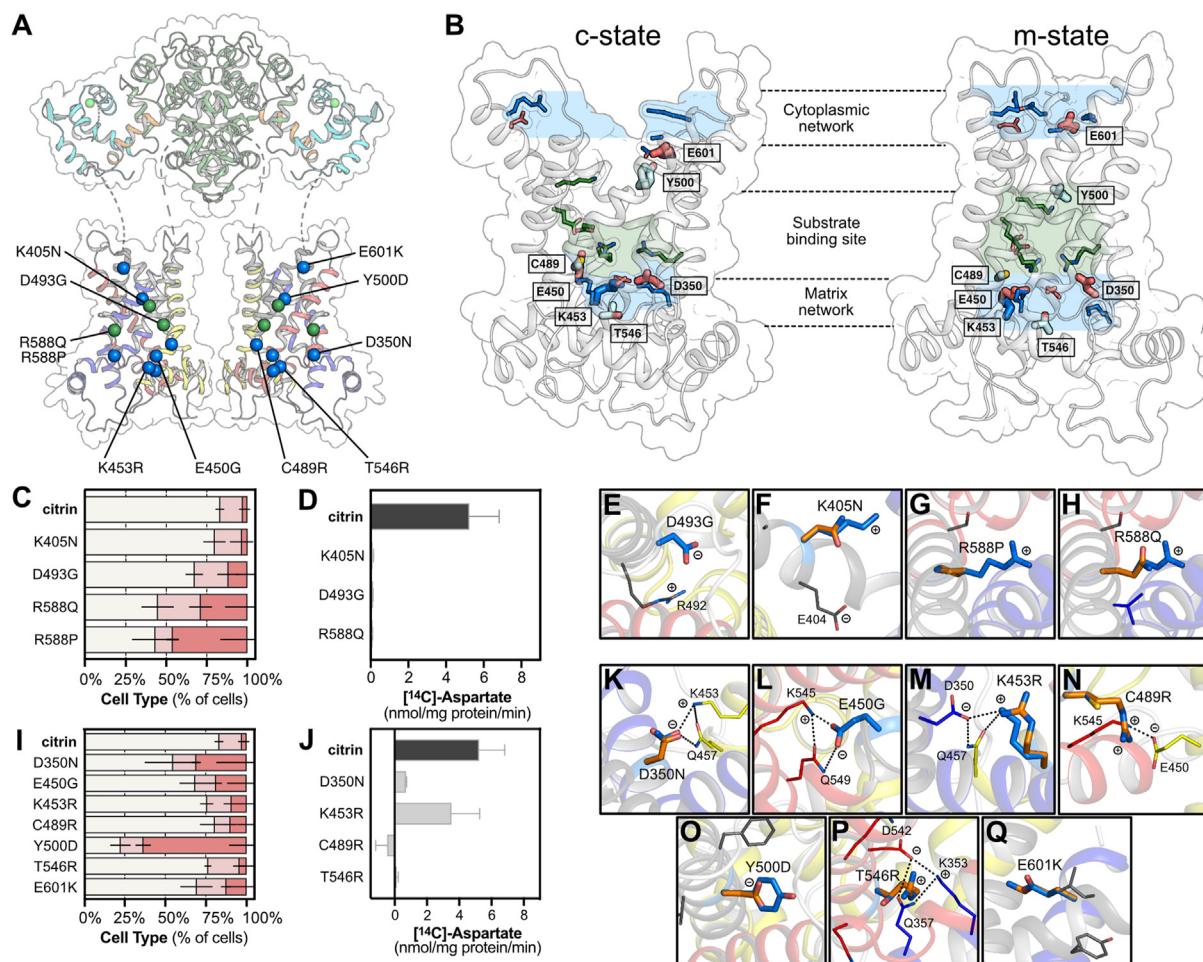 A
K405N
D493G
R588Q
R588P
E601K
Y500D
D350N
K453R
E450G
C489R
T546R
B
c-state
m-state
Cytoplasmic
network
Substrate
binding site
Matrix
network
E601
Y500
C489
E450
K453
D350
T546
E601
Y500
C489
E450
K453
D350
T546
C
citrin
K405N
D493G
R588Q
R588P
0% 25% 50% 75% 100%
Cell Type (% of cells)
D
citrin
K405N
D493G
R588Q
0 2 4 6 8
[14C]-Aspartate
(nmol/mg protein/min)
E
D493G
⊖
⊕
R492
F
K405N
⊕
E404
⊖
G
R588P
⊕
H
R588Q
⊕
I
citrin
D350N
E450G
K453R
C489R
Y500D
T546R
E601K
0% 25% 50% 75% 100%
Cell Type (% of cells)
J
citrin
D350N
K453R
C489R
T546R
0 2 4 6 8
[14C]-Aspartate
(nmol/mg protein/min)
K
K453
⊕
⊖
D350N
Q457
L
K545
⊕
E450G
⊖
Q549
M
D350
⊖
K453R
⊕
Q457
N
C489R
K545
⊕
⊖
⊕
E450
O
Y500D
⊖
P
D542
⊖
K353
T546R
⊕
⊕
Q357
Q
E601K